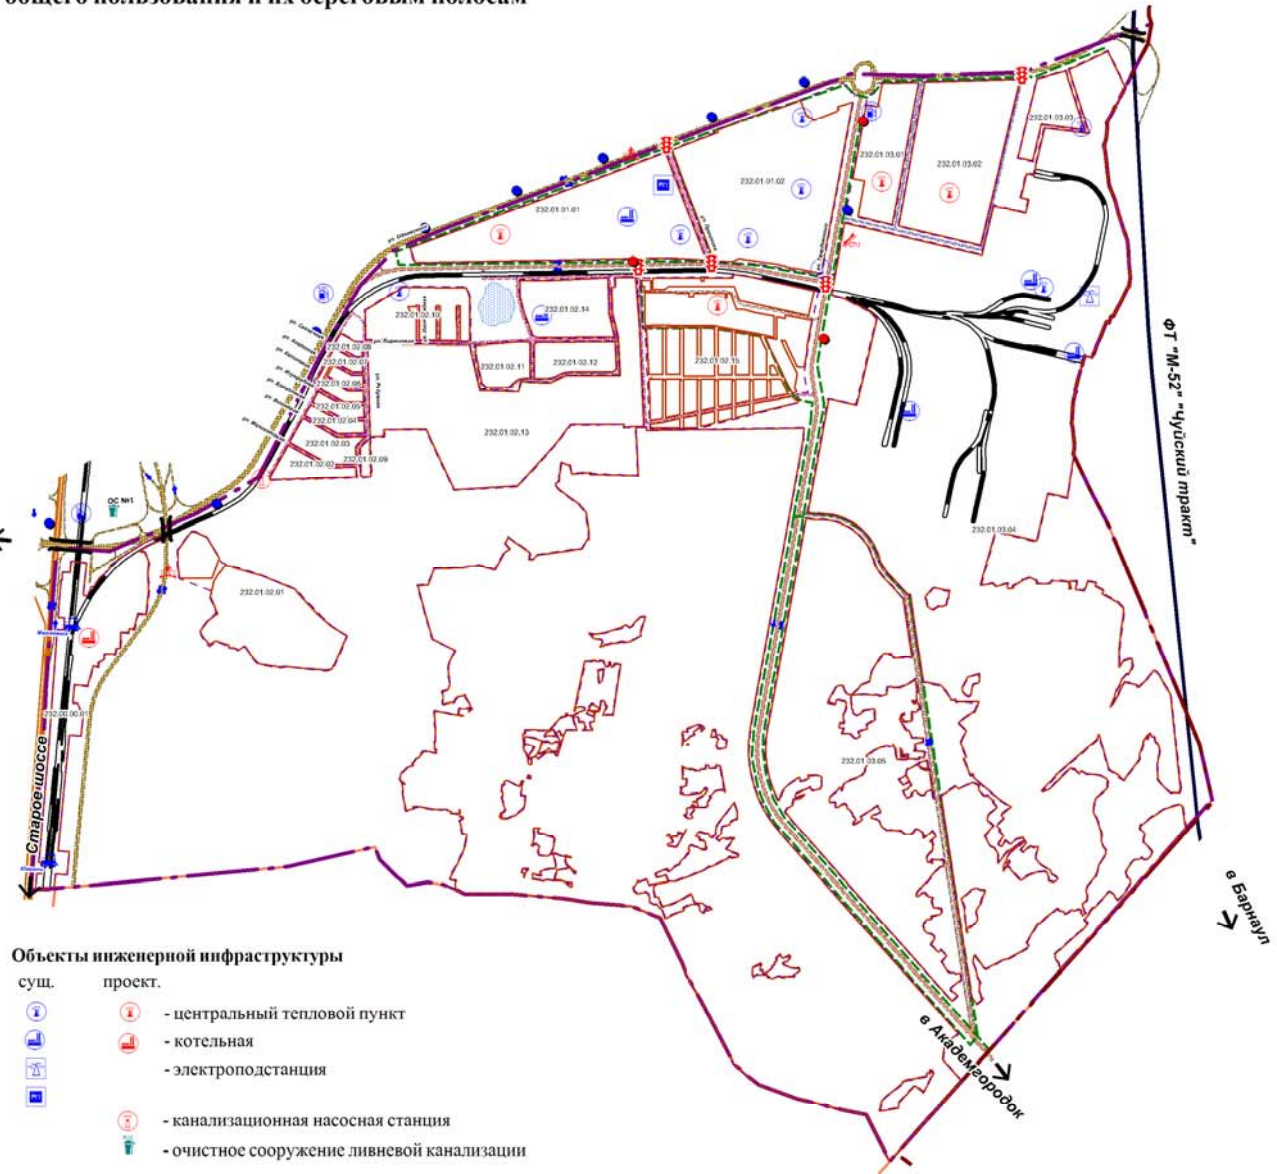 общего пользования и их береговым полосам
232.01.03.03
232.01.03.01
232.01.03.02
232.01.01.02
232.01.01.01
232.01.02.10
232.01.02.14
232.01.02.11
232.01.02.12
232.01.02.15
232.01.02.08
232.01.02.07
232.01.02.06
232.01.02.05
232.01.02.04
232.01.02.03
232.01.02.02
232.01.02.09
232.01.02.13
ОС №1
232.01.02.01
232.01.03.04
232.00.00.01
232.01.03.05
Старое шоссе
ФТ "М-52" "Чуйский тракт"
в Барнаул
в Академгородок
Объекты инженерной инфраструктуры
сущ. проект.
- центральный тепловой пункт
- котельная
- электроподстанция
РП
- канализационная насосная станция
- очистное сооружение ливневой канализации